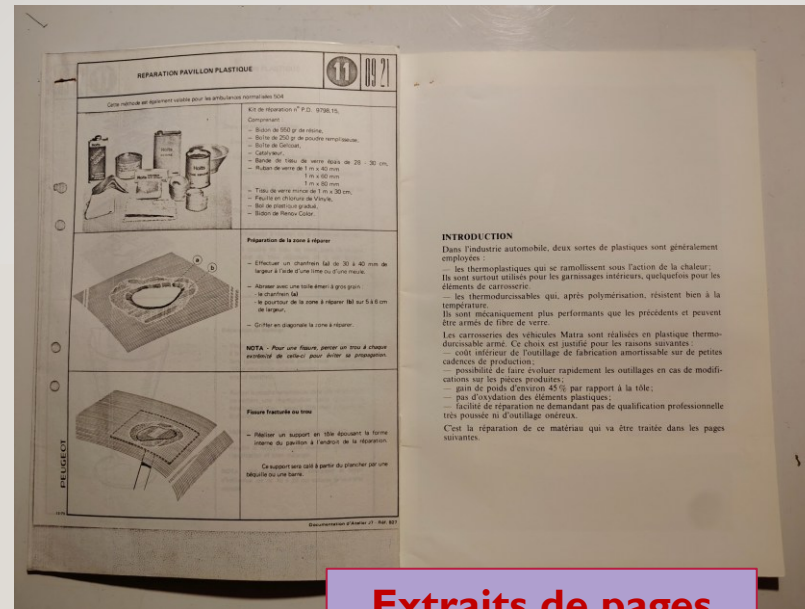 REPARATION PAVILLON PLASTIQUE
11
09 21
Cette méthode est également valable pour les ambulances normalisées 504
Kit de réparation n° P.D. 9798.15,
Comprenant
— Bidon de 550 gr de résine,
— Boîte de 250 gr de poudre remplisseuse,
— Boîte de Gelcoat,
— Catalyseur,
— Bande de tissu de verre épais de 28 - 30 cm,
— Ruban de verre de 1 m x 40 mm
1 m x 60 mm
1 m x 80 mm
— Tissu de verre mince de 1 m x 30 cm,
— Feuille en chlorure de Vinyle,
— Bol de plastique gradué,
— Bidon de Renov Color.
Holts
Holts
Préparation de la zone à réparer
— Effectuer un chanfrein (a) de 30 à 40 mm de
largeur à l'aide d'une lime ou d'une meule.
— Abraser avec une toile émeri à gros grain :
- le chanfrein (a)
- le pourtour de la zone à réparer (b) sur 5 à 6 cm
de largeur,
— Griffer en diagonale la zone à réparer.
NOTA - Pour une fissure, percer un trou à chaque
extrémité de celle-ci pour éviter sa propagation.
a
b
Fissure fracturée ou trou
— Réaliser un support en tôle épousant la forme
interne du pavillon à l'endroit de la réparation.
Ce support sera calé à partir du plancher par une
béquille ou une barre.
PEUGEOT
Documentation d'Atelier J7 - Réf. 831
INTRODUCTION
Dans l'industrie automobile, deux sortes de plastiques sont généralement
employées :
— les thermoplastiques qui se ramollissent sous l'action de la chaleur;
Ils sont surtout utilisés pour les garnissages intérieurs, quelquefois pour les
éléments de carrosserie.
— les thermodurcissables qui, après polymérisation, résistent bien à la
température.
Ils sont mécaniquement plus performants que les précédents et peuvent
être armés de fibre de verre.
Les carrosseries des véhicules Matra sont réalisées en plastique thermo-
durcissable armé. Ce choix est justifié pour les raisons suivantes :
— coût inférieur de l'outillage de fabrication amortissable sur de petites
cadences de production;
— possibilité de faire évoluer rapidement les outillages en cas de modifi-
cations sur les pièces produites;
— gain de poids d'environ 45 % par rapport à la tôle;
— pas d'oxydation des éléments plastiques;
— facilité de réparation ne demandant pas de qualification professionnelle
très poussée ni d'outillage onéreux.
C'est la réparation de ce matériau qui va être traitée dans les pages
suivantes.
Extraits de pages